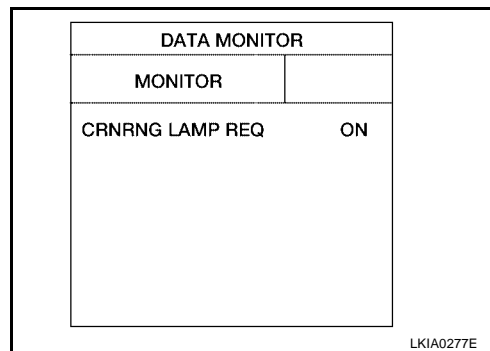 DATA MONITOR
MONITOR
CRNRNG LAMP REQ ON
LKIA0277E